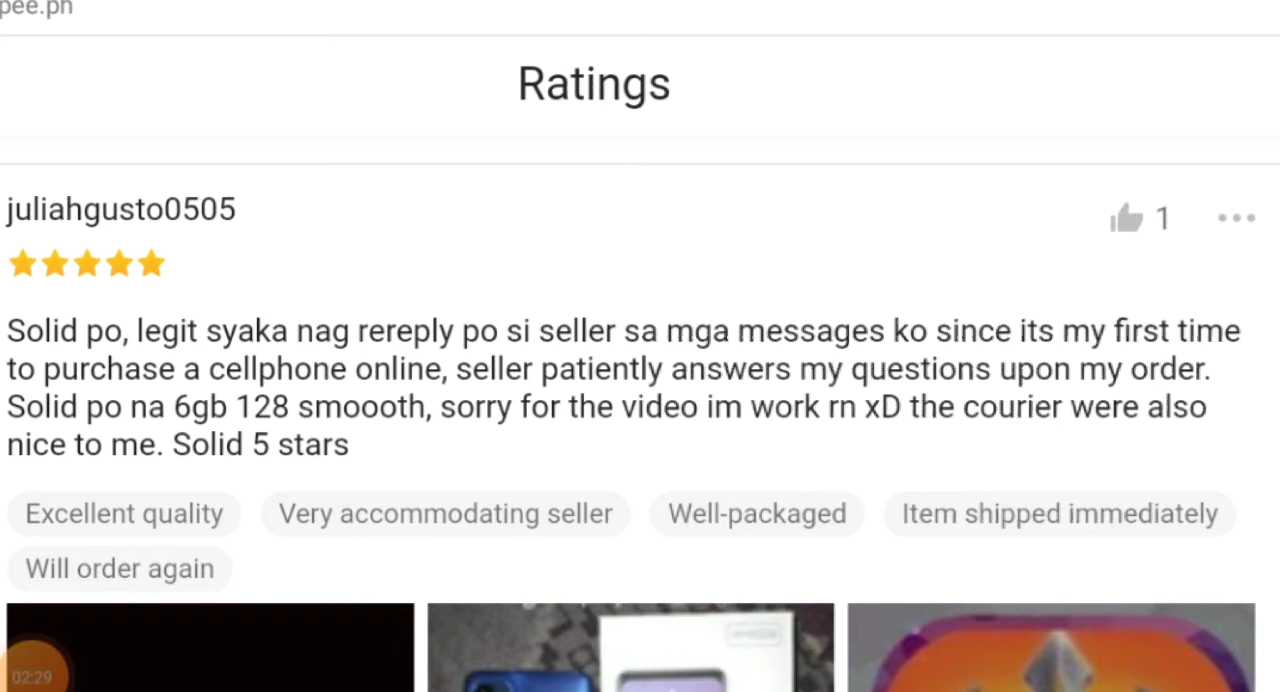 pee.ph
Ratings
juliahgusto0505
1
Solid po, legit syaka nag rereply po si seller sa mga messages ko since its my first time
to purchase a cellphone online, seller patiently answers my questions upon my order.
Solid po na 6gb 128 smoooth, sorry for the video im work rn xD the courier were also
nice to me. Solid 5 stars
Excellent quality
Very accommodating seller
Well-packaged
Item shipped immediately
Will order again
02:29